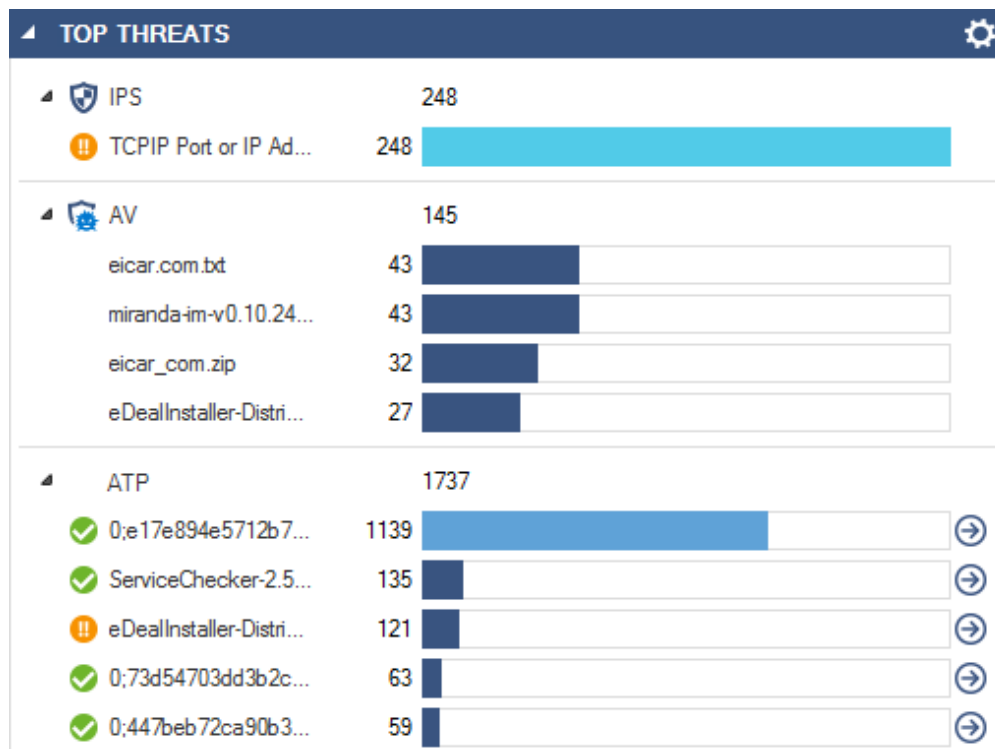 TOP THREATS
IPS 248
TCPIP Port or IP Ad... 248
AV 145
eicar.com.txt 43
miranda-im-v0.10.24... 43
eicar_com.zip 32
eDealInstaller-Distri... 27
ATP 1737
0;e17e894e5712b7... 1139
ServiceChecker-2.5... 135
eDealInstaller-Distri... 121
0;73d54703dd3b2c... 63
0;447beb72ca90b3... 59